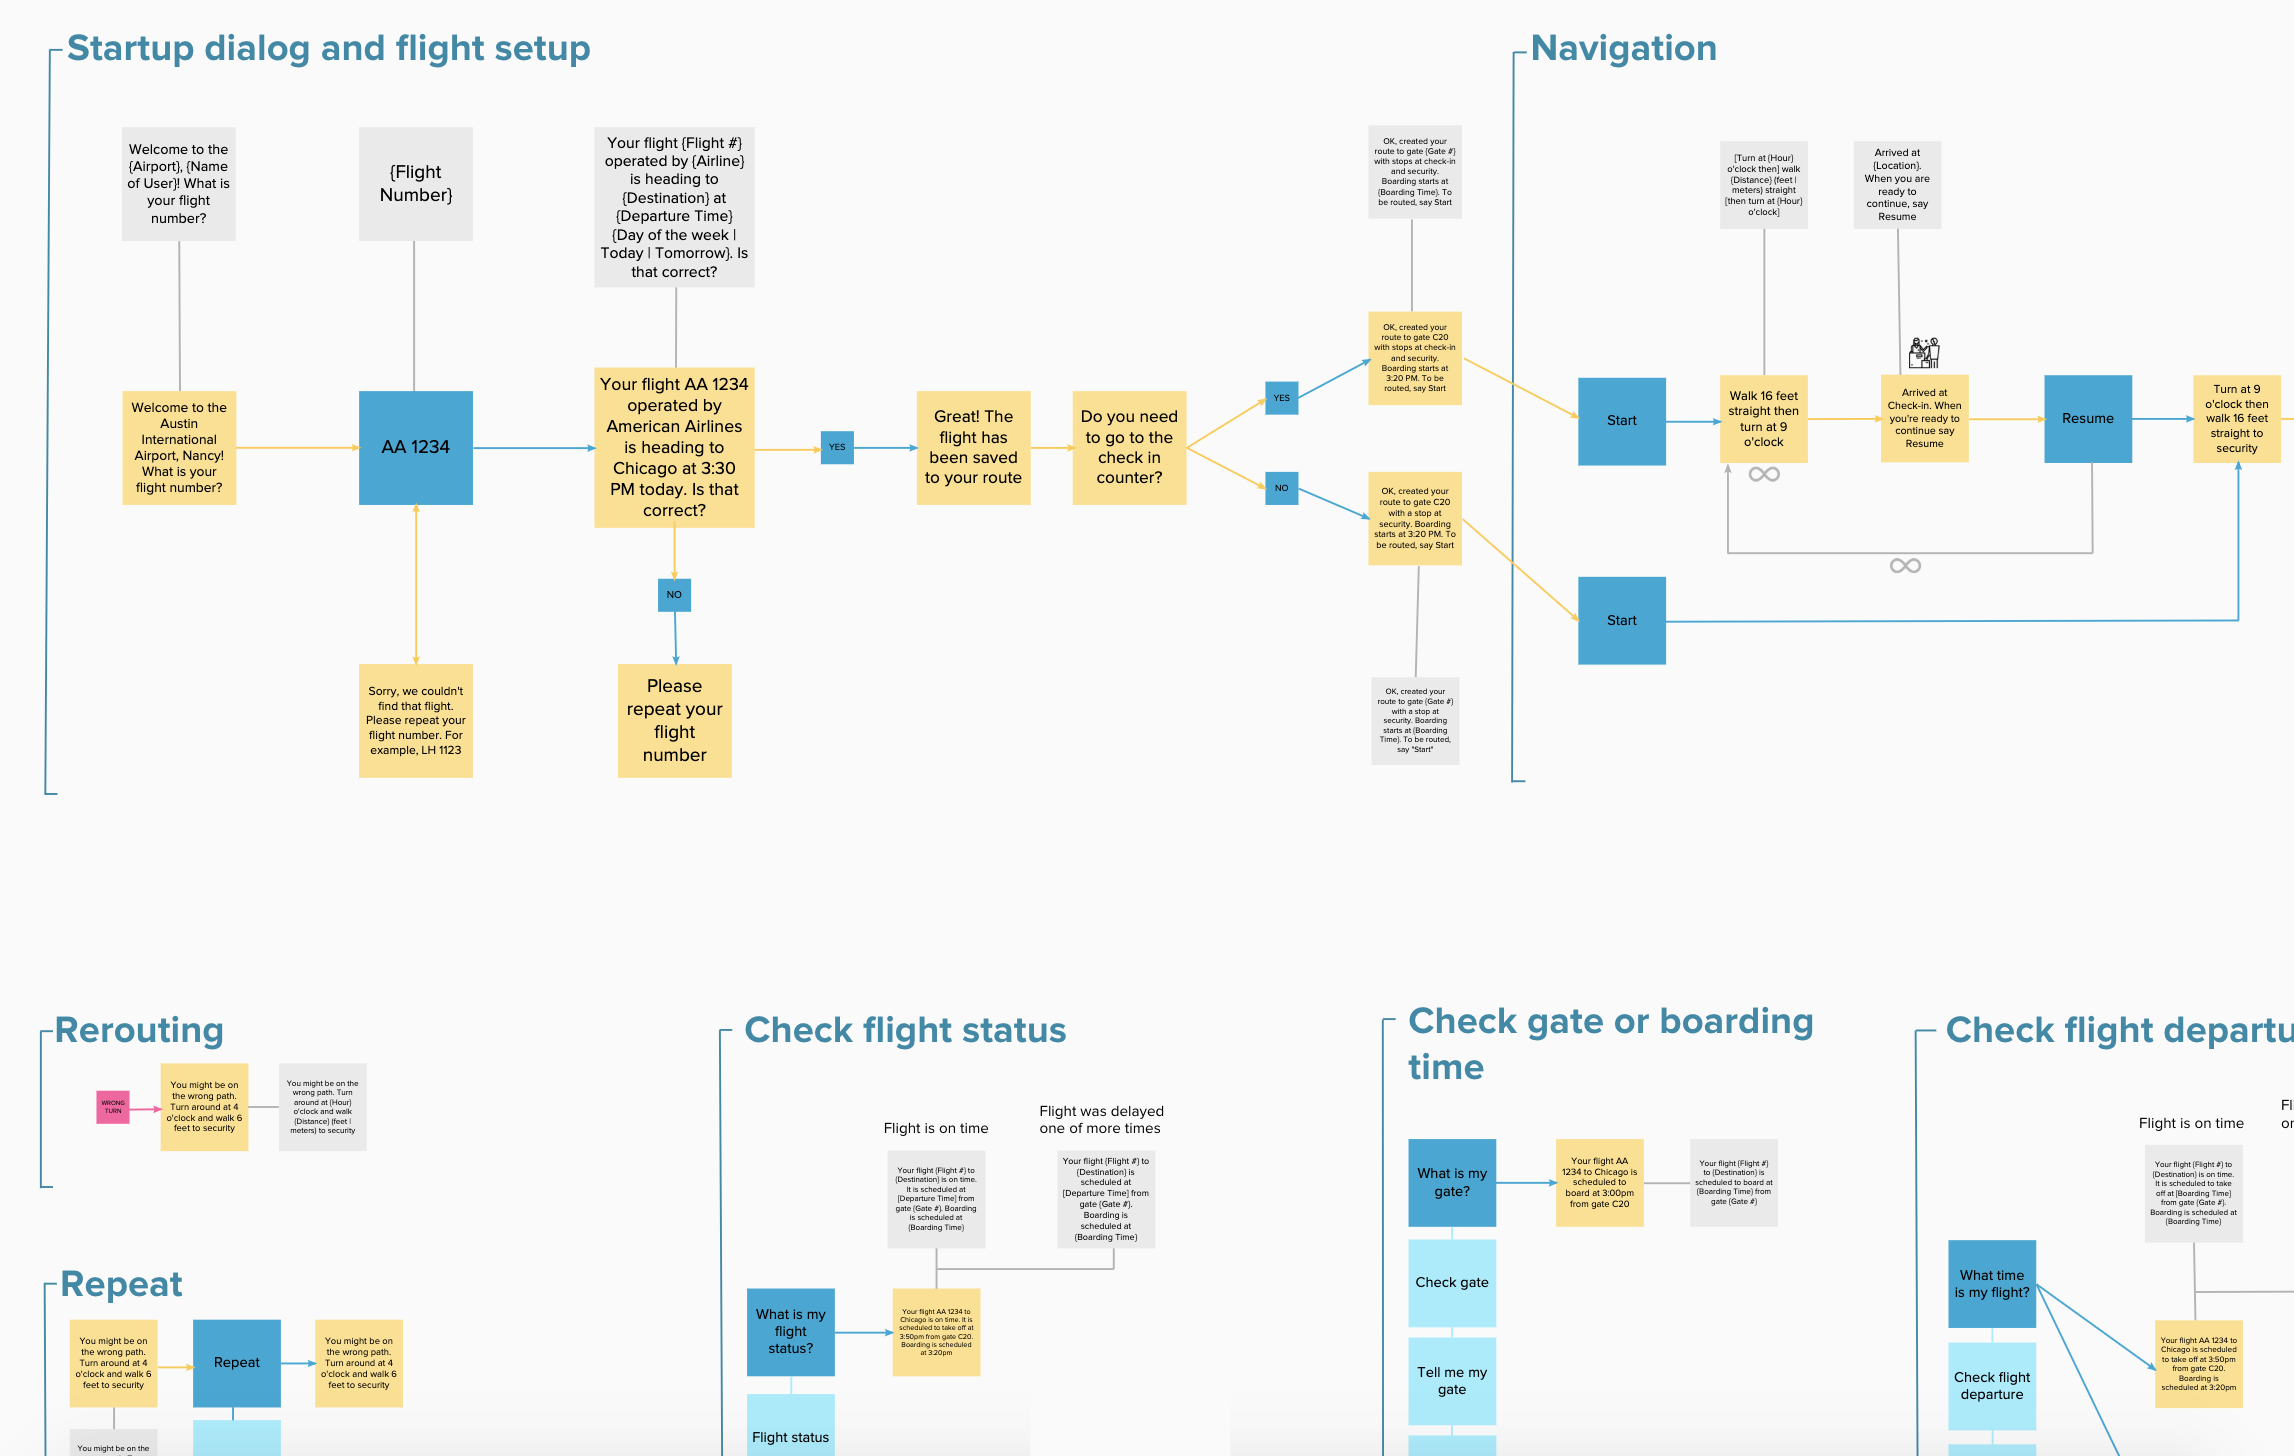 Startup dialog and flight setup
Welcome to the
{Airport}, {Name
of User}! What is
your flight
number?
{Flight
Number}
Your flight {Flight #}
operated by {Airline}
is heading to
{Destination} at
{Departure Time}
{Day of the week |
Today | Tomorrow}. Is
that correct?
Welcome to the
Austin
International
Airport, Nancy!
What is your
flight number?
AA 1234
Your flight AA 1234
operated by
American Airlines
is heading to
Chicago at 3:30
PM today. Is that
correct?
YES
Great! The
flight has
been saved
to your route
Do you need
to go to the
check in
counter?
YES
NO
OK, created your
route to gate {Gate #}
with stops at check-in
and security.
Boarding starts at
{Boarding Time}. To
be routed, say Start
OK, created your
route to gate C20
with stops at check-in
and security.
Boarding starts at
3:20 PM. To be
routed, say Start
OK, created your
route to gate C20
with a stop at
security. Boarding
starts at 3:20 PM. To
be routed, say Start
OK, created your
route to gate {Gate #}
with a stop at
security. Boarding
starts at {Boarding
Time}. To be routed,
say "Start"
NO
Sorry, we couldn't
find that flight.
Please repeat your
flight number. For
example, LH 1123
Please
repeat your
flight
number
Navigation
[Turn at {Hour}
o'clock then] walk
{Distance} (feet |
meters) straight
[then turn at {Hour}
o'clock]
Arrived at
{Location}.
When you are
ready to
continue, say
Resume
Start
Walk 16 feet
straight then
turn at 9
o'clock
Arrived at
Check-in. When
you're ready to
continue say
Resume
Resume
Turn at 9
o'clock then
walk 16 feet
straight to
security
Start
Rerouting
WRONG
TURN
You might be on
the wrong path.
Turn around at 4
o'clock and walk 6
feet to security
You might be on the
wrong path. Turn
around at {Hour}
o'clock and walk
{Distance} (feet |
meters) to security
Repeat
You might be on
the wrong path.
Turn around at 4
o'clock and walk 6
feet to security
Repeat
You might be on
the wrong path.
Turn around at 4
o'clock and walk 6
feet to security
You might be on the
Check flight status
Flight is on time
Flight was delayed
one of more times
Your flight {Flight #} to
{Destination} is on time.
It is scheduled at
[Departure Time] from
gate {Gate #}. Boarding
is scheduled at
{Boarding Time}
Your flight {Flight #} to
{Destination} is
scheduled at
[Departure Time] from
gate {Gate #}.
Boarding is
scheduled at
{Boarding Time}
What is my
flight
status?
Your flight AA 1234 to
Chicago is on time. It is
scheduled to take off at
3:50pm from gate C20.
Boarding is scheduled
at 3:20pm
Flight status
Check gate or boarding
time
What is my
gate?
Your flight AA
1234 to Chicago is
scheduled to
board at 3:00pm
from gate C20
Your flight {Flight #}
to {Destination} is
scheduled to board at
{Boarding Time} from
gate {Gate #}
Check gate
Tell me my
gate
Check flight departu
Flight is on time
Fl
or
Your flight {Flight #} to
{Destination} is on time.
It is scheduled to take
off at [Boarding Time]
from gate {Gate #}.
Boarding is scheduled at
{Boarding Time}
What time
is my flight?
Your flight AA 1234 to
Chicago is scheduled
to take off at 3:50pm
from gate C20.
Boarding is
scheduled at 3:20pm
Check flight
departure